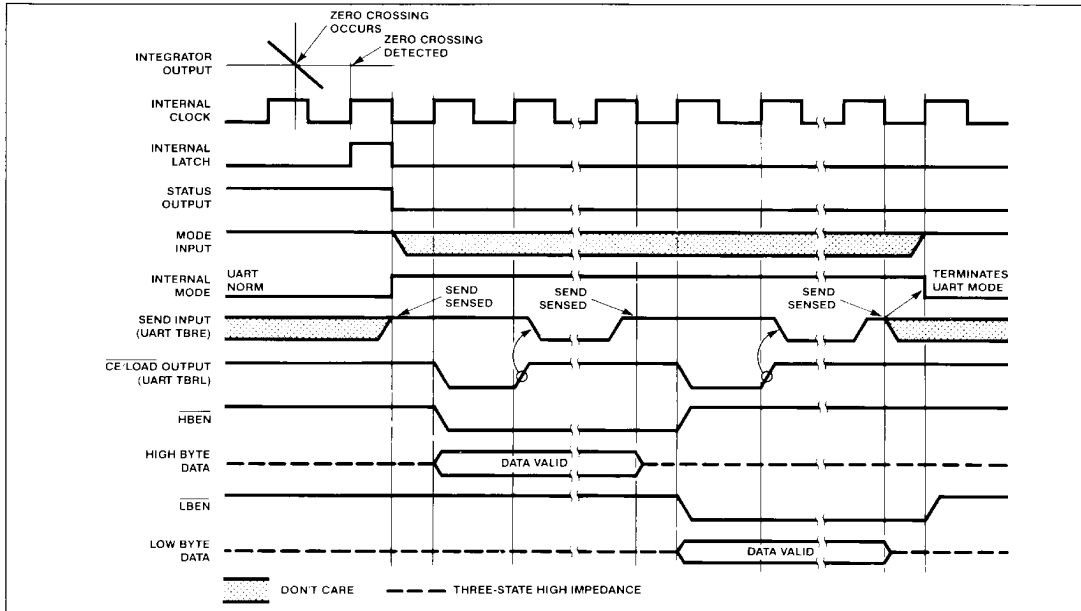 ZERO CROSSING
OCCURS
ZERO CROSSING
DETECTED
INTEGRATOR
OUTPUT
INTERNAL
CLOCK
INTERNAL
LATCH
STATUS
OUTPUT
MODE
INPUT
INTERNAL
MODE
UART
NORM
TERMINATES
UART MODE
SEND
SENSED
SEND
SENSED
SEND
SENSED
SEND INPUT
(UART TBRE)
CE/LOAD OUTPUT
(UART TBRL)
HBEN
HIGH BYTE
DATA
DATA VALID
LBEN
LOW BYTE
DATA
DATA VALID
DON'T CARE
THREE-STATE HIGH IMPEDANCE